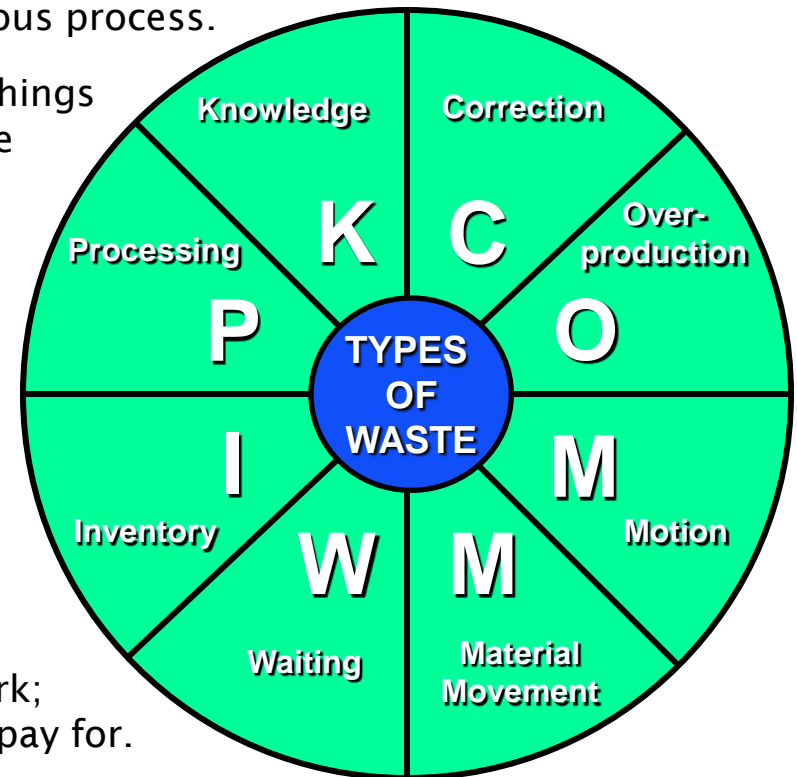 ous process.
hings
e
rk;
pay for.
Knowledge
K
Correction
C
Over-
production
O
M
Motion
M
Material
Movement
W
Waiting
I
Inventory
Processing
P
TYPES
OF
WASTE